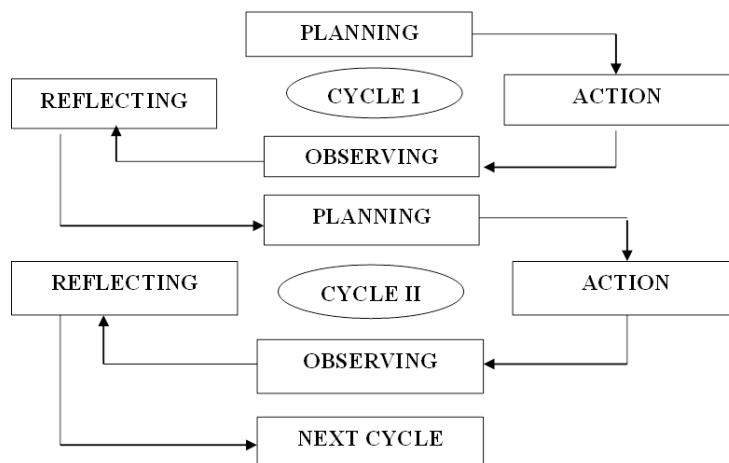 PLANNING
REFLECTING
CYCLE 1
ACTION
OBSERVING
PLANNING
REFLECTING
CYCLE II
ACTION
OBSERVING
NEXT CYCLE